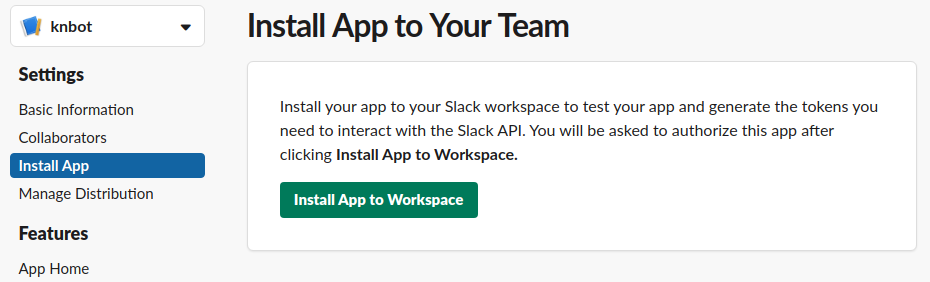 knbot
Settings
Basic Information
Collaborators
Install App
Manage Distribution
Features
App Home
Install App to Your Team
Install your app to your Slack workspace to test your app and generate the tokens you
need to interact with the Slack API. You will be asked to authorize this app after
clicking Install App to Workspace.
Install App to Workspace